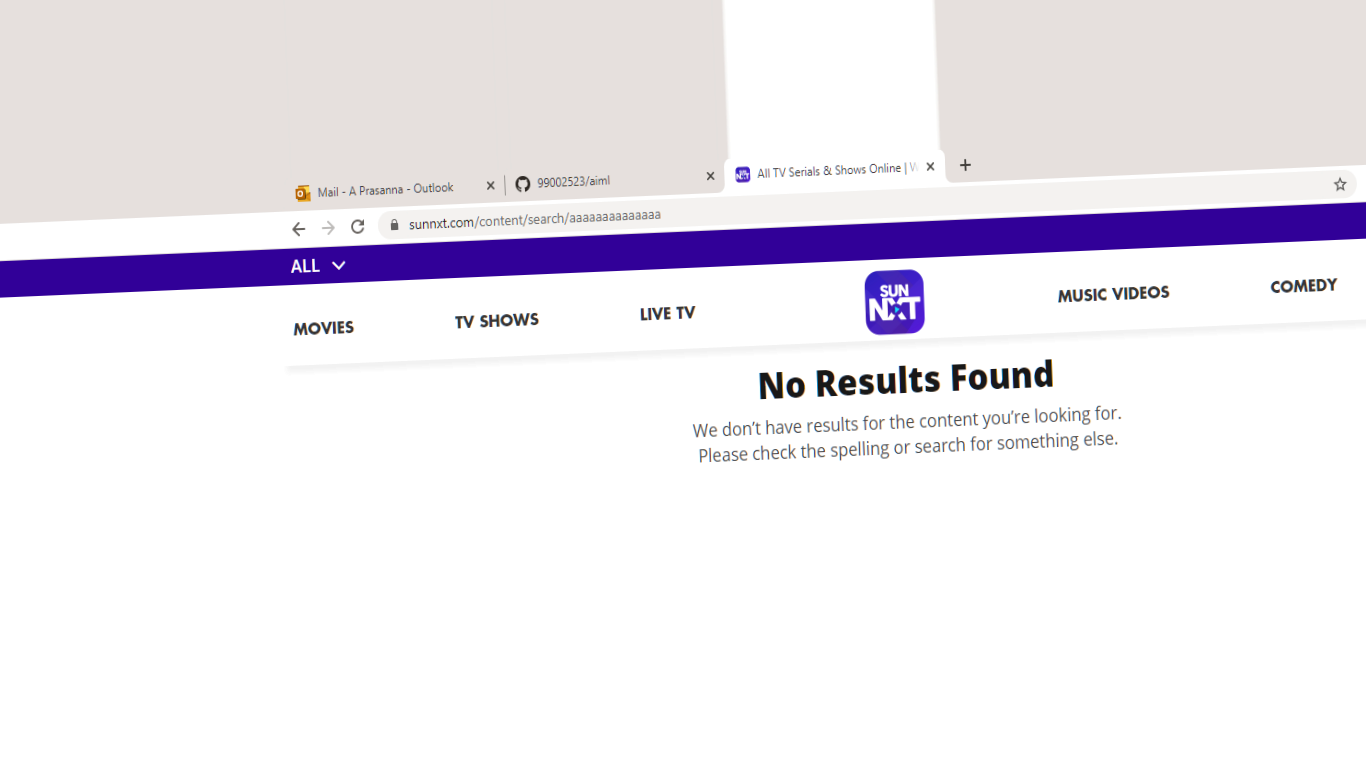 Mail - A Prasanna - Outlook
99002523/aiml
All TV Serials & Shows Online |
sunnxt.com/content/search/aaaaaaaaaaaaaa
ALL
MOVIES
TV SHOWS
LIVE TV
SUN
NXT
MUSIC VIDEOS
COMEDY
No Results Found
We don’t have results for the content you’re looking for.
Please check the spelling or search for something else.